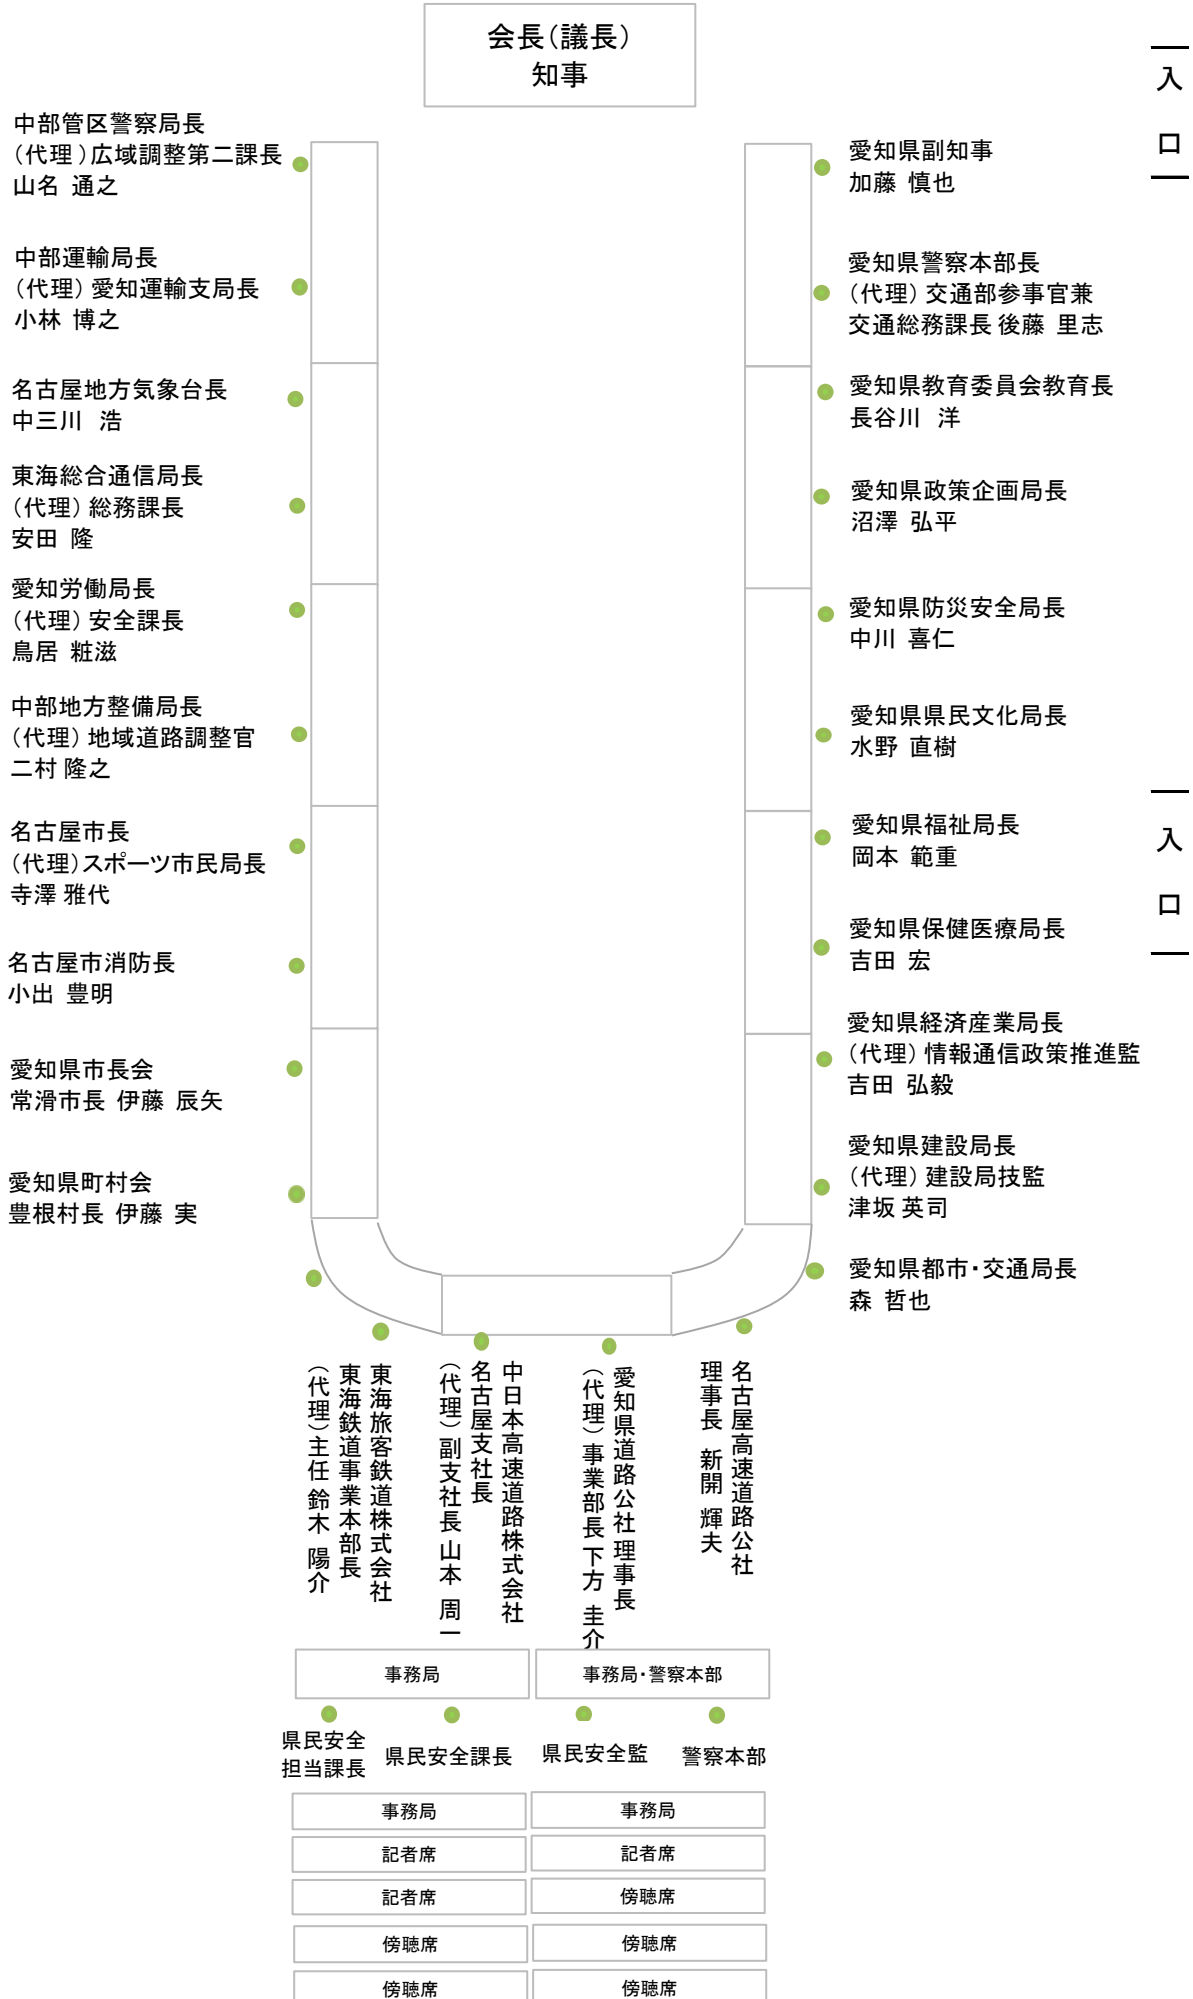 会長（議長）
知事
入
口
中部管区警察局長
（代理）広域調整第二課長
山名 通之
中部運輸局長
（代理）愛知運輸支局長
小林 博之
名古屋地方気象台長
中三川 浩
東海総合通信局長
（代理）総務課長
安田 隆
愛知労働局長
（代理）安全課長
鳥居 粧滋
中部地方整備局長
（代理）地域道路調整官
二村 隆之
名古屋市長
（代理）スポーツ市民局長
寺澤 雅代
名古屋市消防長
小出 豊明
愛知県市長会
常滑市長 伊藤 辰矢
愛知県町村会
豊根村長 伊藤 実
愛知県副知事
加藤 慎也
愛知県警察本部長
（代理）交通部参事官兼
交通総務課長 後藤 里志
愛知県教育委員会教育長
長谷川 洋
愛知県政策企画局長
沼澤 弘平
愛知県防災安全局長
中川 喜仁
愛知県県民文化局長
水野 直樹
愛知県福祉局長
岡本 範重
愛知県保健医療局長
吉田 宏
愛知県経済産業局長
（代理）情報通信政策推進監
吉田 弘毅
愛知県建設局長
（代理）建設局技監
津坂 英司
愛知県都市・交通局長
森 哲也
入
口
東海旅客鉄道株式会社
東海鉄道事業本部長
（代理）主任 鈴木 陽介
中日本高速道路株式会社
名古屋支社長
（代理）副支社長 山本 周一
愛知県道路公社 理事長
（代理）事業部長 下方 圭介
名古屋高速道路公社
理事長 新開 輝夫
事務局
事務局・警察本部
県民安全
担当課長
県民安全課長
県民安全監
警察本部
事務局
事務局
記者席
記者席
記者席
傍聴席
傍聴席
傍聴席
傍聴席
傍聴席